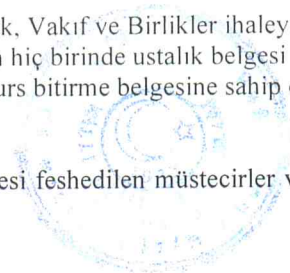 k, Vakıf ve Birlikler ihaley
hiç birinde ustalık belgesi
urs bitirme belgesine sahip
esi feshedilen müstecirler v